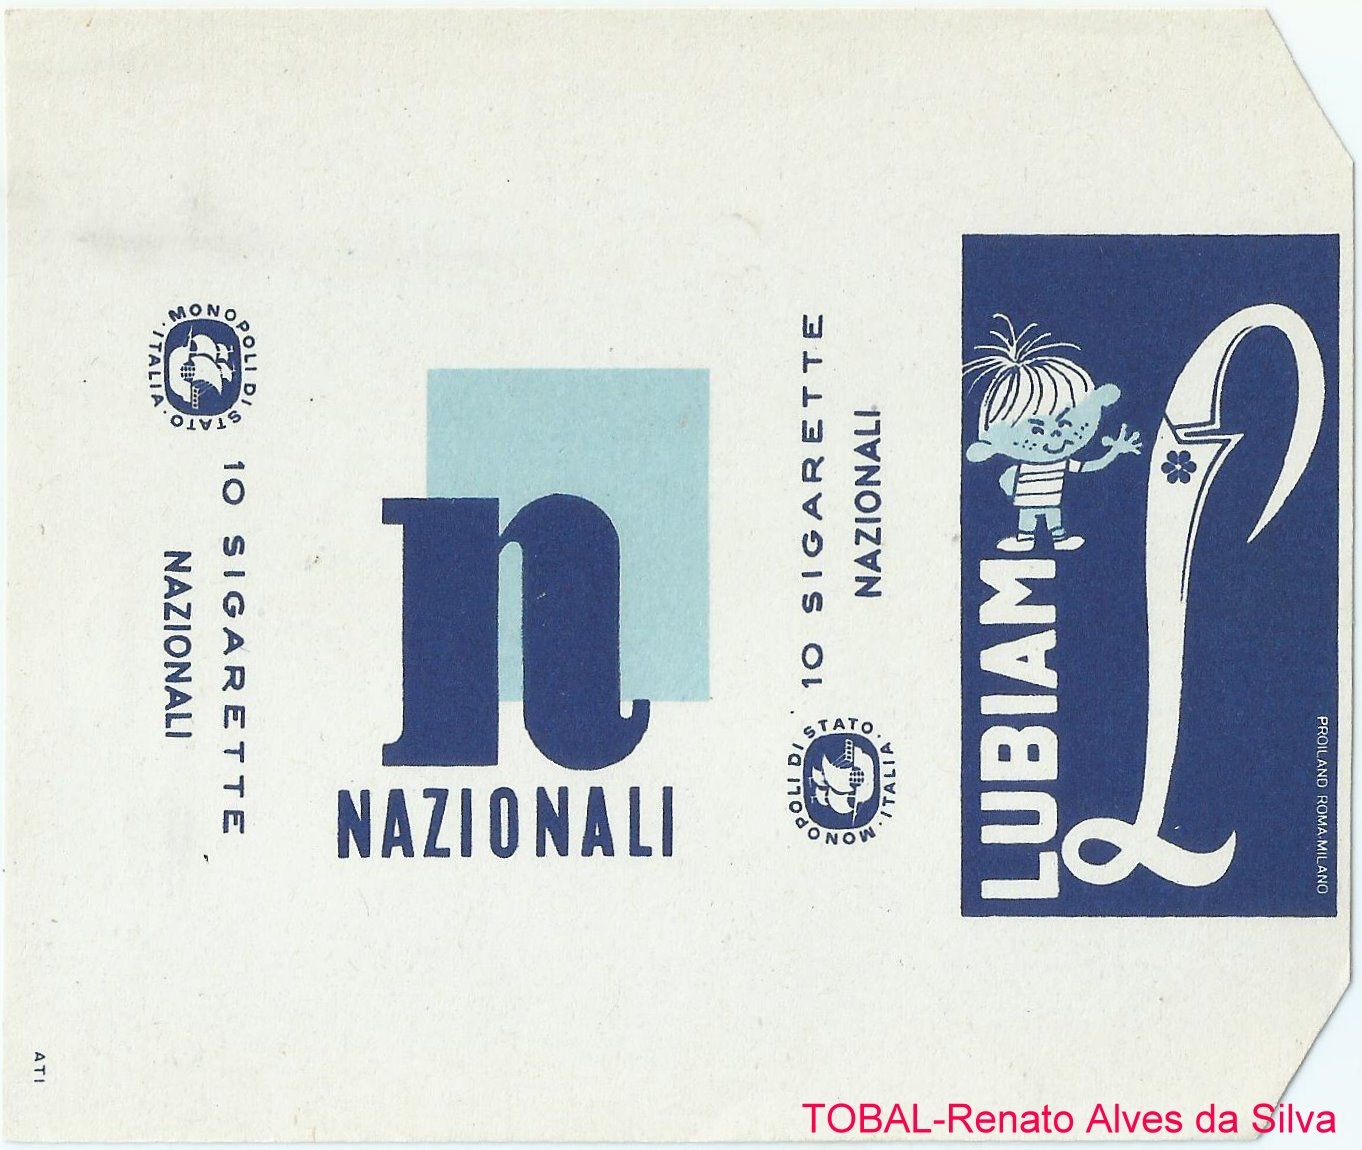 MONOPOLI DI STATO · ITALIA ·
10 SIGARETTE
NAZIONALI
n
NAZIONALI
10 SIGARETTE
NAZIONALI
MONOPOLI DI STATO · ITALIA ·
LUBIAM
L
PROILAND ROMA-MILANO
ATI
TOBAL-Renato Alves da Silva